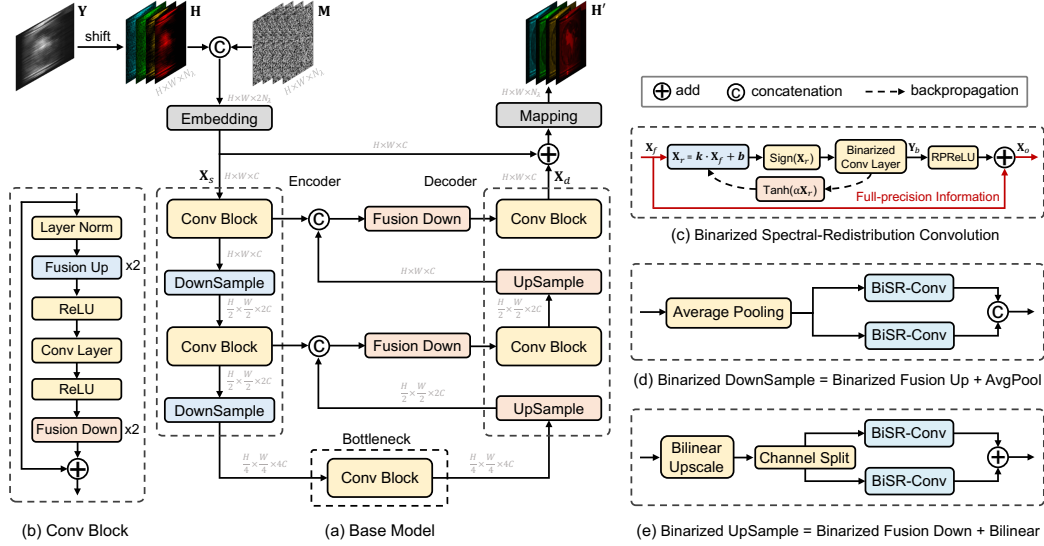 Y
H
M
H′
shift
C
H×W×N_λ
H×W×N_λ
H×W×N_λ
H×W×2N_λ
Embedding
Mapping
H×W×C
X_s
H×W×C
Encoder
Decoder
H×W×C
X_d
Conv Block
C
Fusion Down
Conv Block
H×W×C
H×W×C
DownSample
UpSample
H/2 × W/2 ×2C
H/2 × W/2 ×2C
Conv Block
C
Fusion Down
Conv Block
H/2 × W/2 ×2C
H/2 × W/2 ×2C
DownSample
UpSample
Bottleneck
H/4 × W/4 ×4C
Conv Block
H/4 × W/4 ×4C
(a) Base Model
Layer Norm
Fusion Up
x2
ReLU
Conv Layer
ReLU
Fusion Down
x2
(b) Conv Block
add
C
concatenation
backpropagation
X_f
X_r = k · X_f + b
Sign(X_r)
Binarized
Conv Layer
Y_b
RPReLU
X_o
Tanh(αX_r)
Full-precision Information
(c) Binarized Spectral-Redistribution Convolution
Average Pooling
BiSR-Conv
BiSR-Conv
C
(d) Binarized DownSample = Binarized Fusion Up + AvgPool
Bilinear
Upscale
Channel Split
BiSR-Conv
BiSR-Conv
(e) Binarized UpSample = Binarized Fusion Down + Bilinear